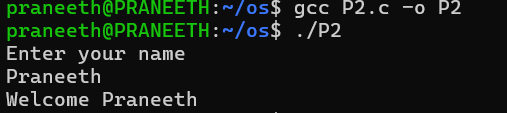 praneeth@PRANEETH:~/os$ gcc P2.c -o P2
praneeth@PRANEETH:~/os$ ./P2
Enter your name
Praneeth
Welcome Praneeth